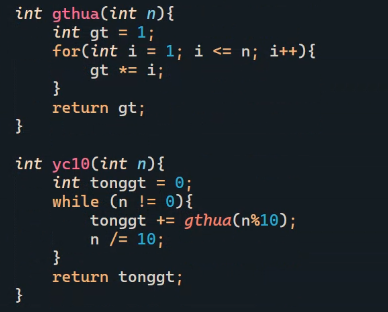 int gthua(int n){
    int gt = 1;
    for(int i = 1; i <= n; i++){
        gt *= i;
    }
    return gt;
}

int yc10(int n){
    int tonggt = 0;
    while (n != 0){
        tonggt += gthua(n%10);
        n /= 10;
    }
    return tonggt;
}